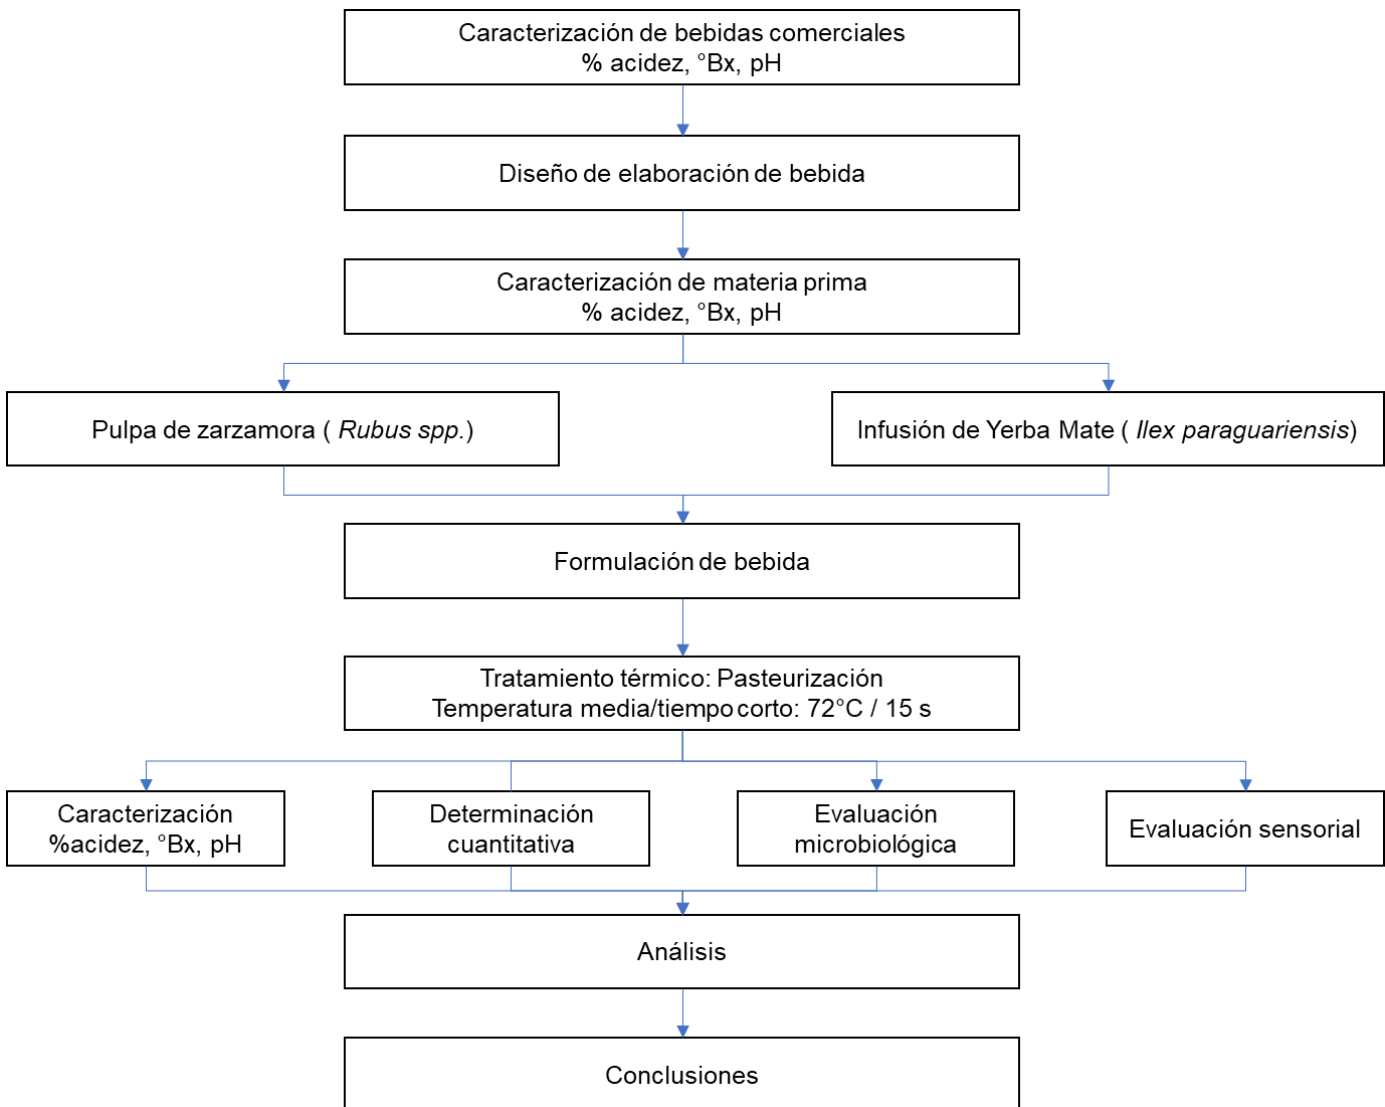 Caracterización de bebidas comerciales
% acidez, °Bx, pH
Diseño de elaboración de bebida
Caracterización de materia prima
% acidez, °Bx, pH
Pulpa de zarzamora ( Rubus spp.)
Infusión de Yerba Mate ( Ilex paraguariensis)
Formulación de bebida
Tratamiento térmico: Pasteurización
Temperatura media/tiempo corto: 72°C / 15 s
Caracterización
%acidez, °Bx, pH
Determinación
cuantitativa
Evaluación
microbiológica
Evaluación sensorial
Análisis
Conclusiones